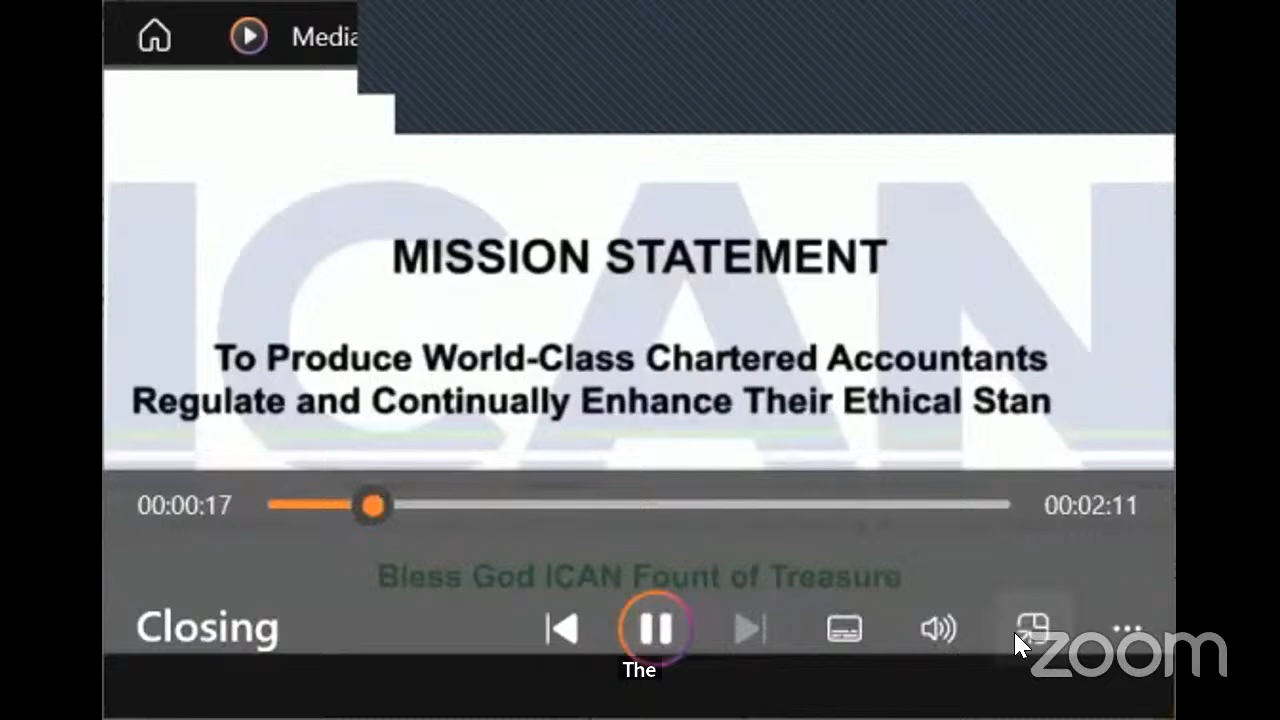 Media
ICAN
MISSION STATEMENT
To Produce World-Class Chartered Accountants
Regulate and Continually Enhance Their Ethical Stan
00:00:17
00:02:11
Bless God ICAN Fount of Treasure
Closing
The
zoom